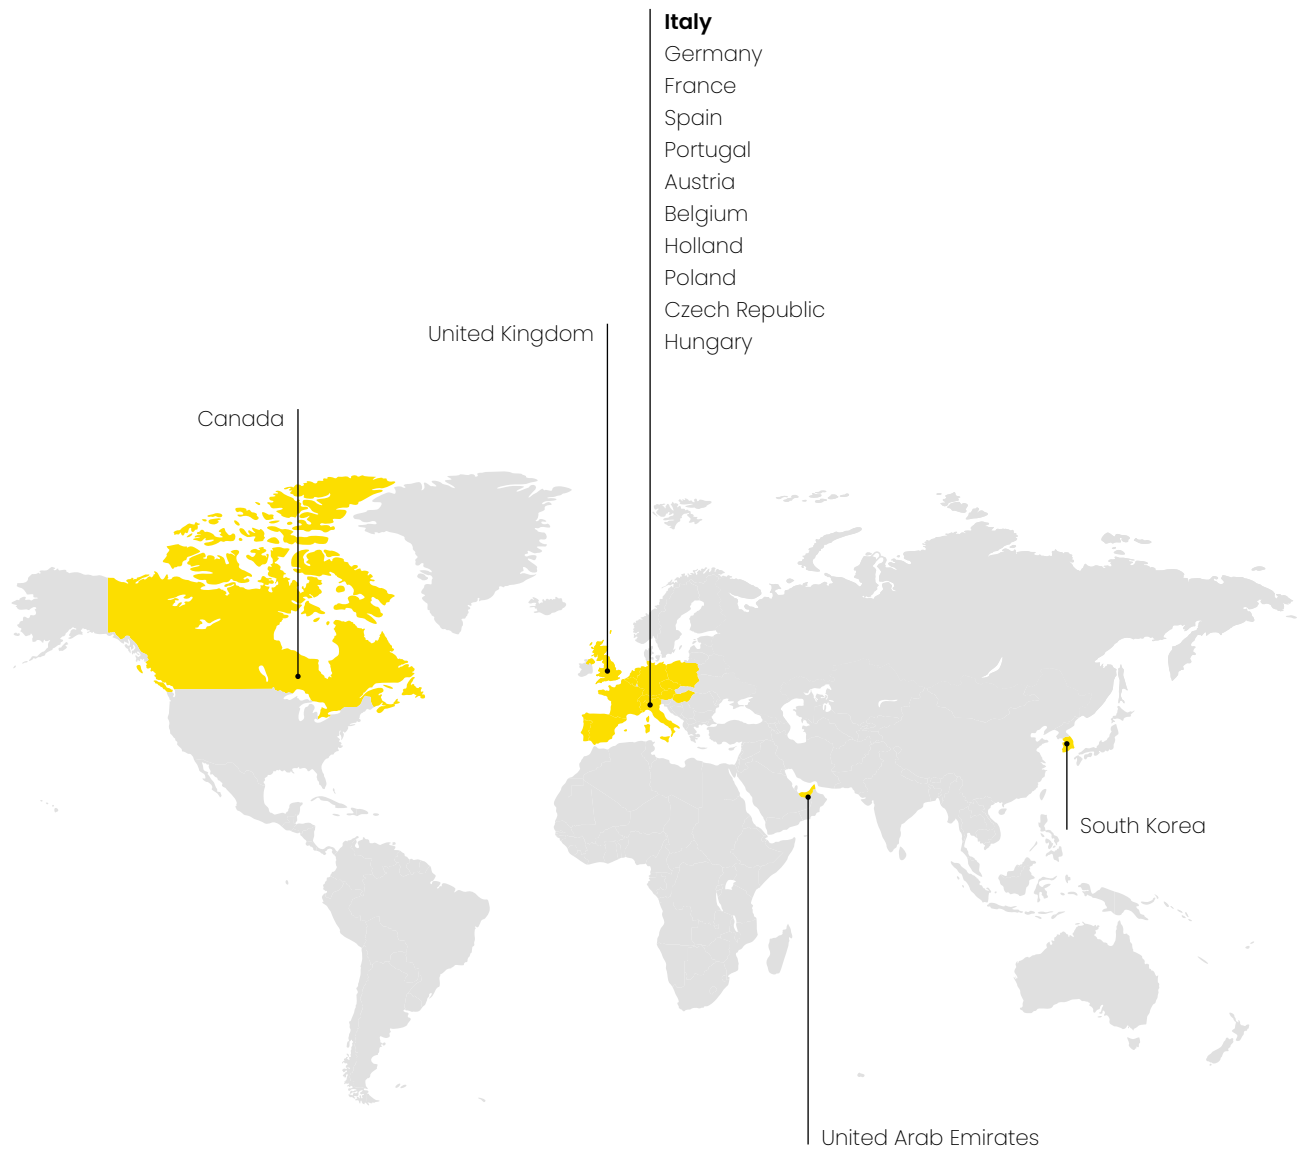 Italy
Germany
France
Spain
Portugal
Austria
Belgium
Holland
Poland
Czech Republic
Hungary
United Kingdom
Canada
South Korea
United Arab Emirates